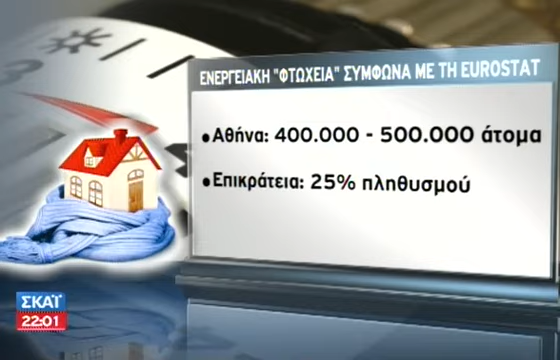 ΕΝΕΡΓΕΙΑΚΗ "ΦΤΩΧΕΙΑ" ΣΥΜΦΩΝΑ ΜΕ ΤΗ EUROSTAT
• Αθήνα: 400.000 - 500.000 άτομα
• Επικράτεια: 25% πληθυσμού
ΣΚΑΪ
22:01